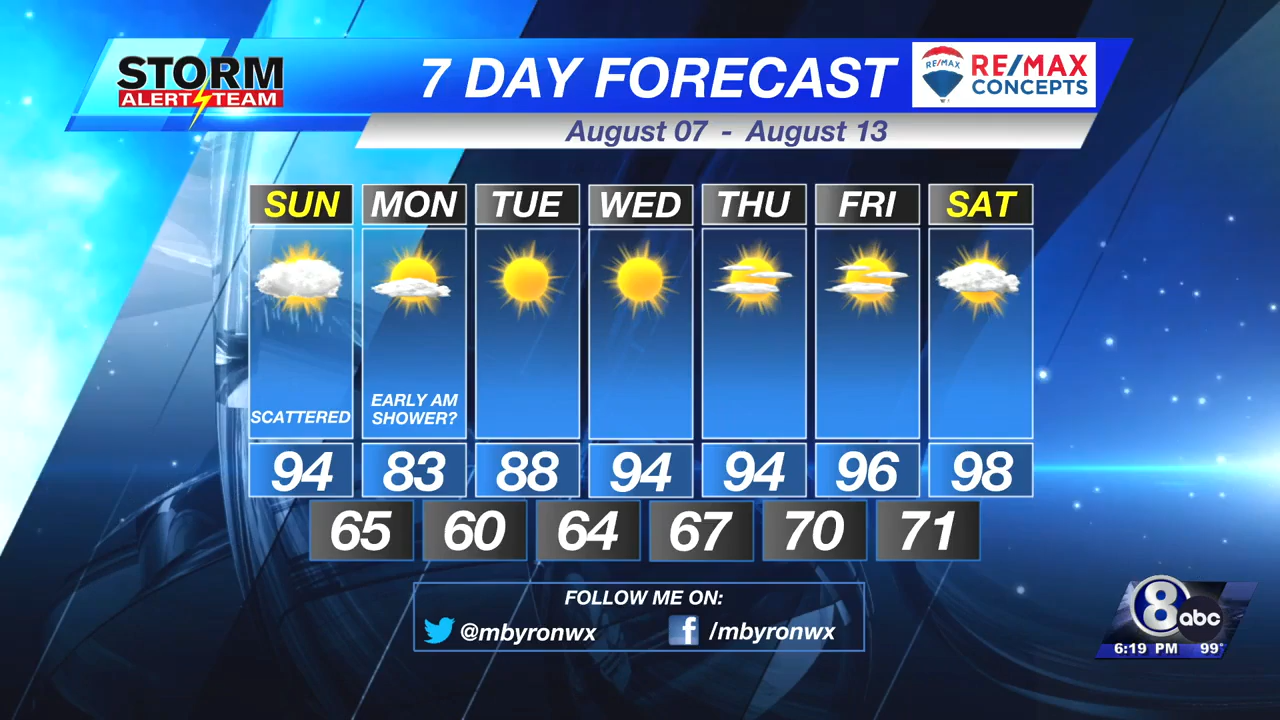 STORM
ALERT TEAM
7 DAY FORECAST
RE/MAX
RE/MAX
CONCEPTS
August 07 - August 13
SUN MON TUE WED THU FRI SAT
SCATTERED
EARLY AM
SHOWER?
94 83 88 94 94 96 98
65 60 64 67 70 71
FOLLOW ME ON:
@mbyronwx f /mbyronwx
8 abc
6:19 PM 99°